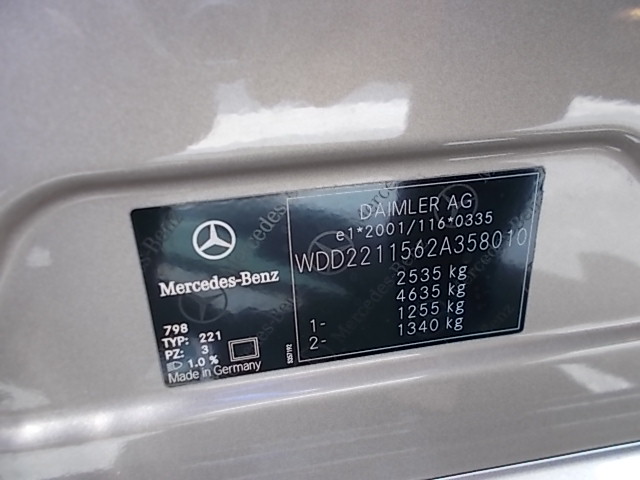 DAIMLER AG
e1*2001/116*0335
WDD2211562A358010
2535 kg
4635 kg
1- 1255 kg
2- 1340 kg
Mercedes-Benz
798
TYP: 221
PZ: 3
1.0 %
Made in Germany